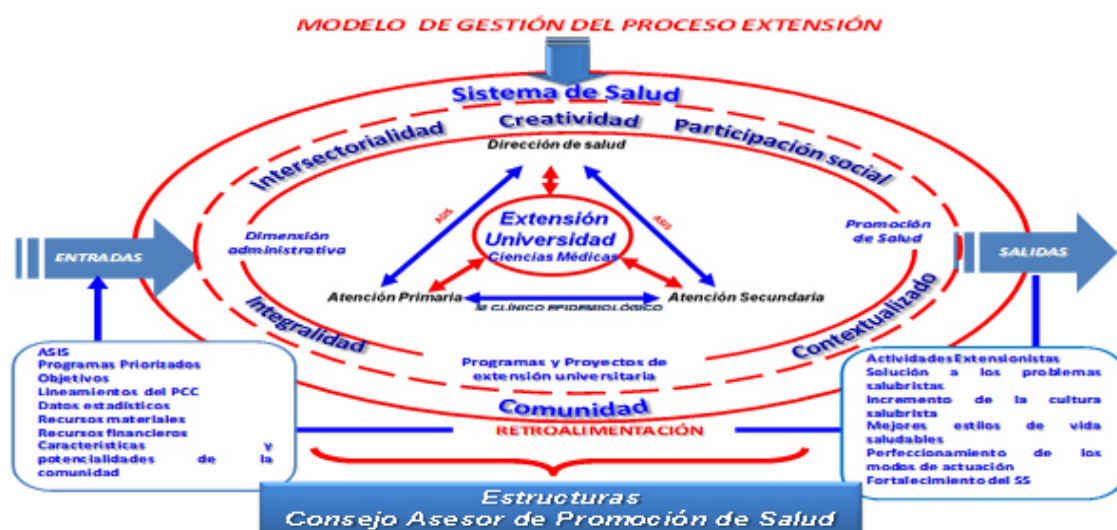 MODELO DE GESTIÓN DEL PROCESO EXTENSIÓN
Sistema de Salud
Intersectorialidad
Creatividad
Participación social
Dirección de salud
ASIS
ASIS
Extensión
Universidad
Ciencias Médicas
Dimensión
administrativa
Promoción
de Salud
ENTRADAS
SALIDAS
Atención Primaria
Atención Secundaria
CLÍNICO EPIDEMIOLÓGICO
Integralidad
Contextualizado
Programas y Proyectos de
extensión universitaria
Comunidad
RETROALIMENTACIÓN
ASIS
Programas Priorizados
Objetivos
Lineamientos del PCC
Datos estadísticos
Recursos materiales
Recursos financieros
Características y
potencialidades de la
comunidad
Actividades Extensionistas
Solución a los problemas
salubristas
Incremento de la cultura
salubrista
Mejores estilos de vida
saludables
Perfeccionamiento de los
modos de actuación
Fortalecimiento del SS
Estructuras
Consejo Asesor de Promoción de Salud